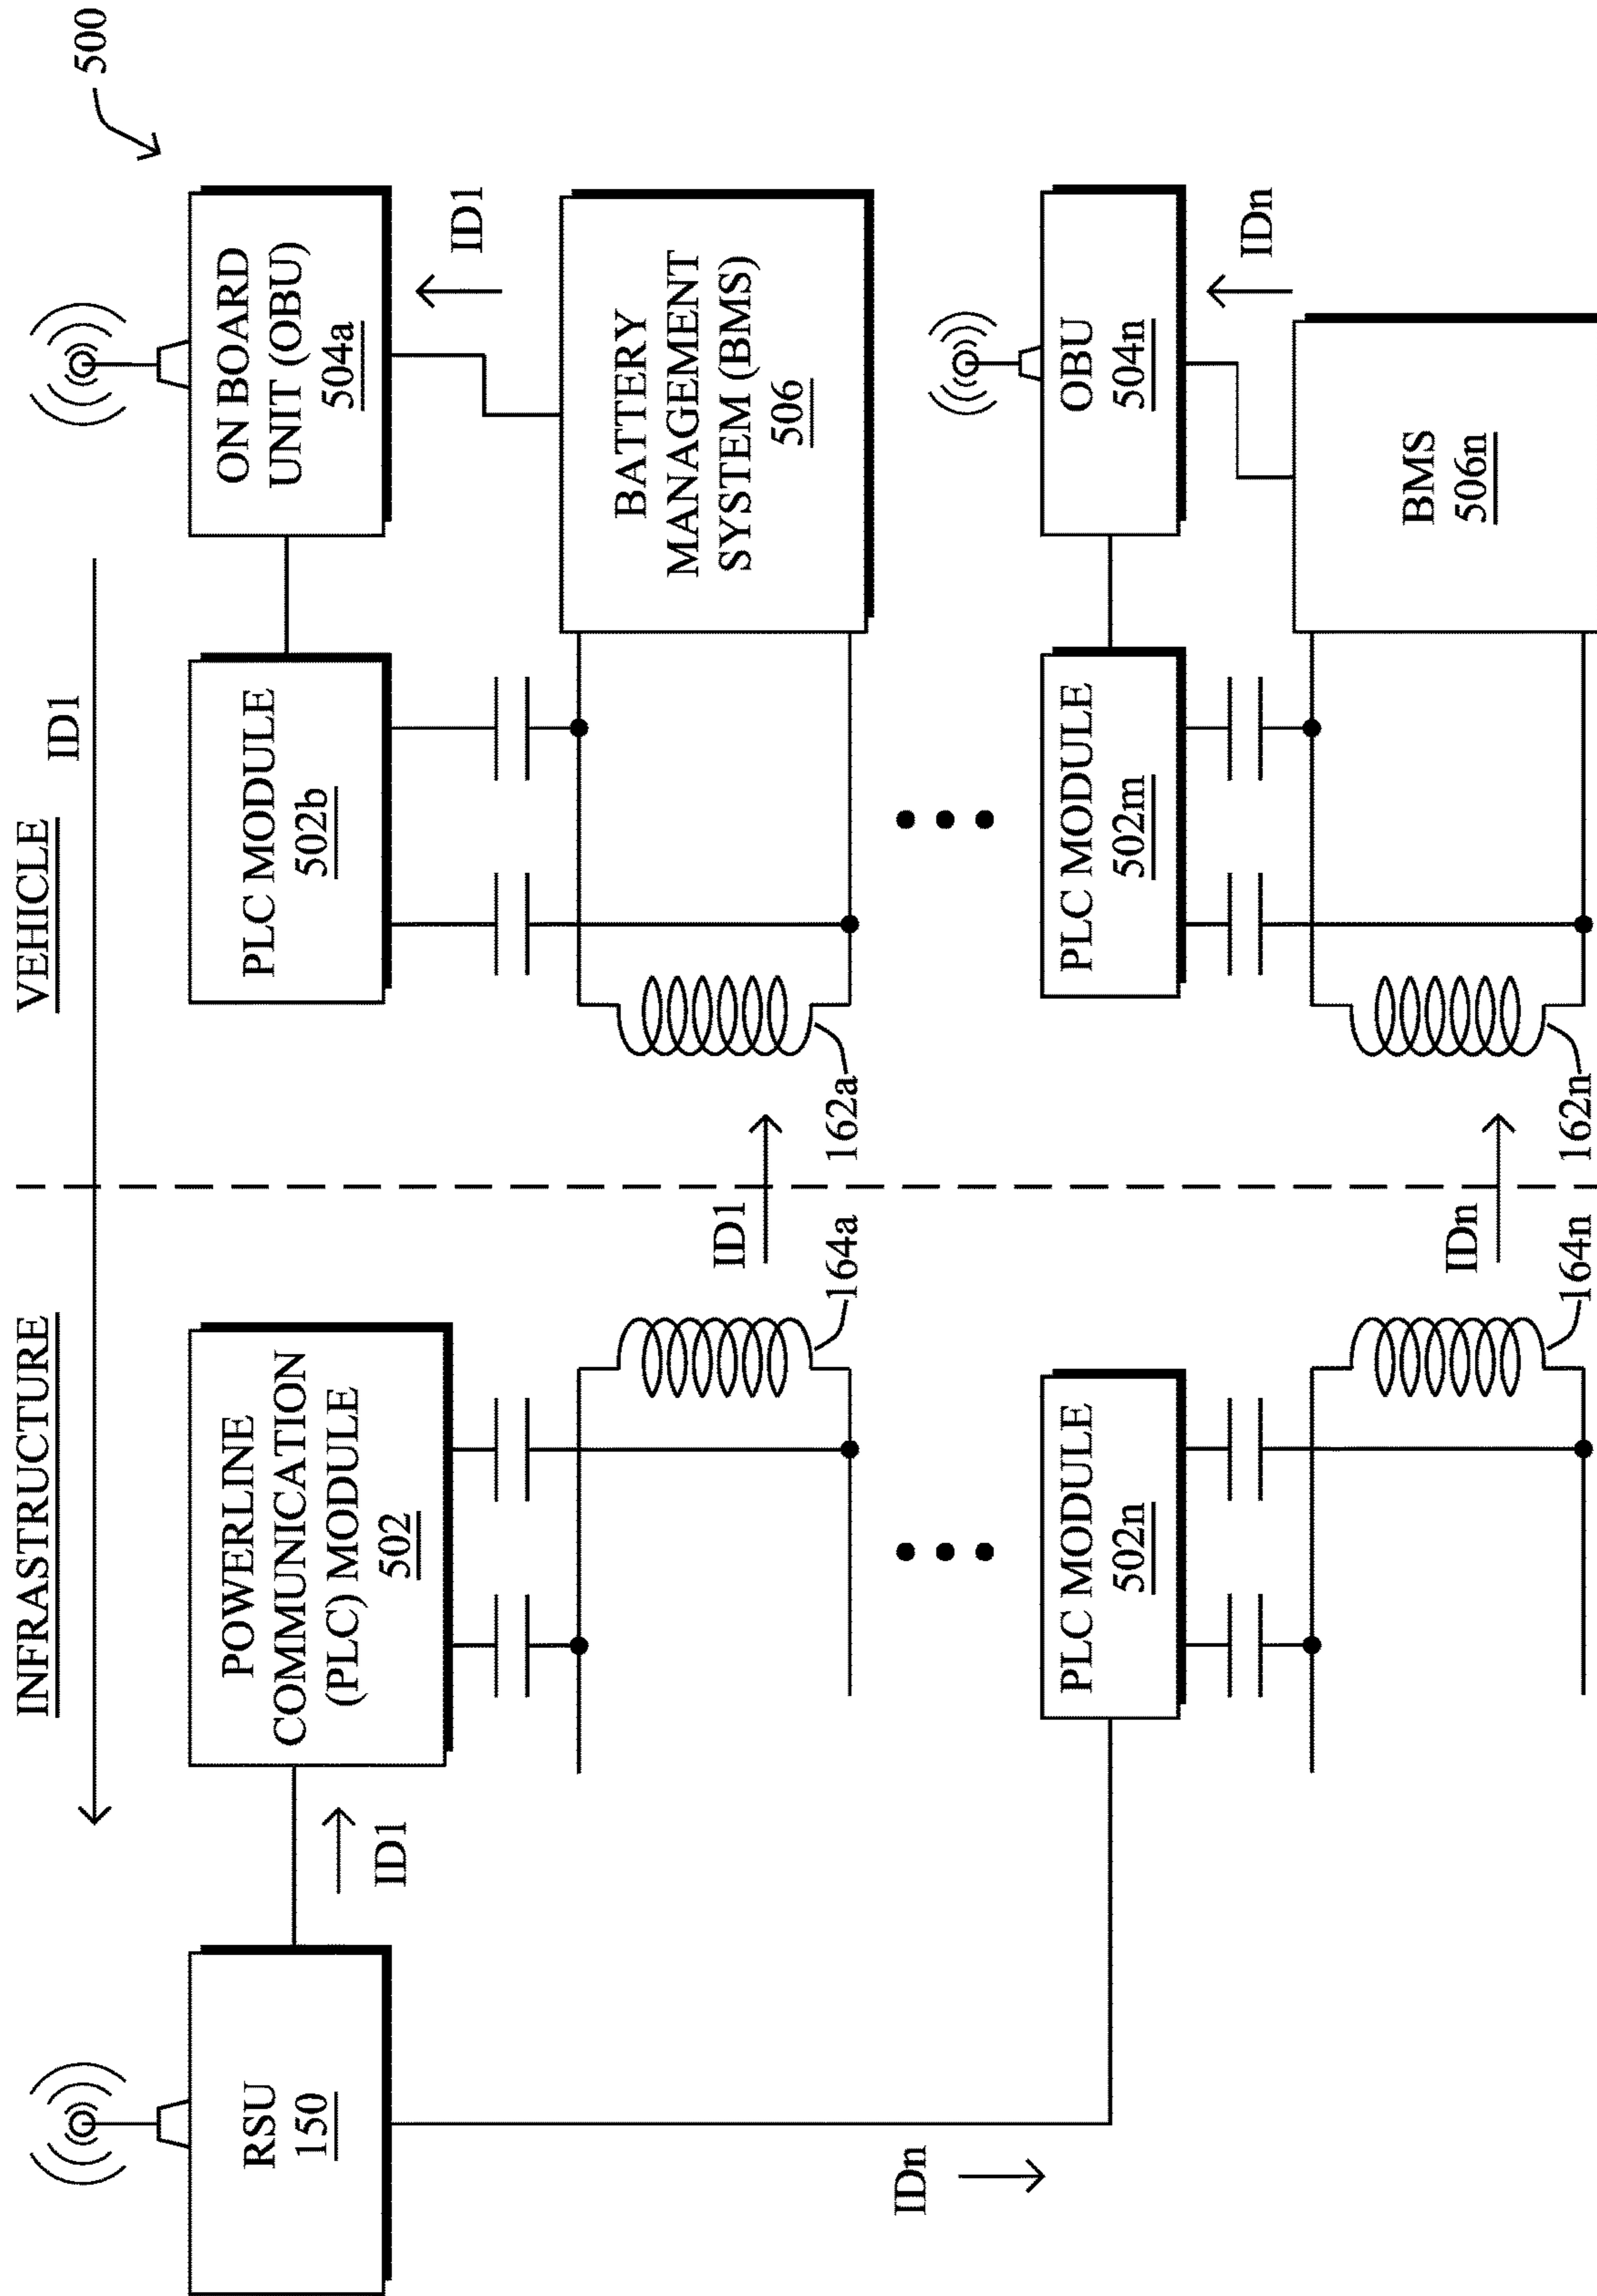 500
INFRASTRUCTURE
VEHICLE
ID1
RSU
150
ID1
POWERLINE
COMMUNICATION
(PLC) MODULE
502
PLC MODULE
502b
ON BOARD
UNIT (OBU)
504a
ID1
164a
ID1
162a
BATTERY
MANAGEMENT
SYSTEM (BMS)
506
IDn
PLC MODULE
502n
PLC MODULE
502m
OBU
504n
IDn
164n
IDn
162n
BMS
506n